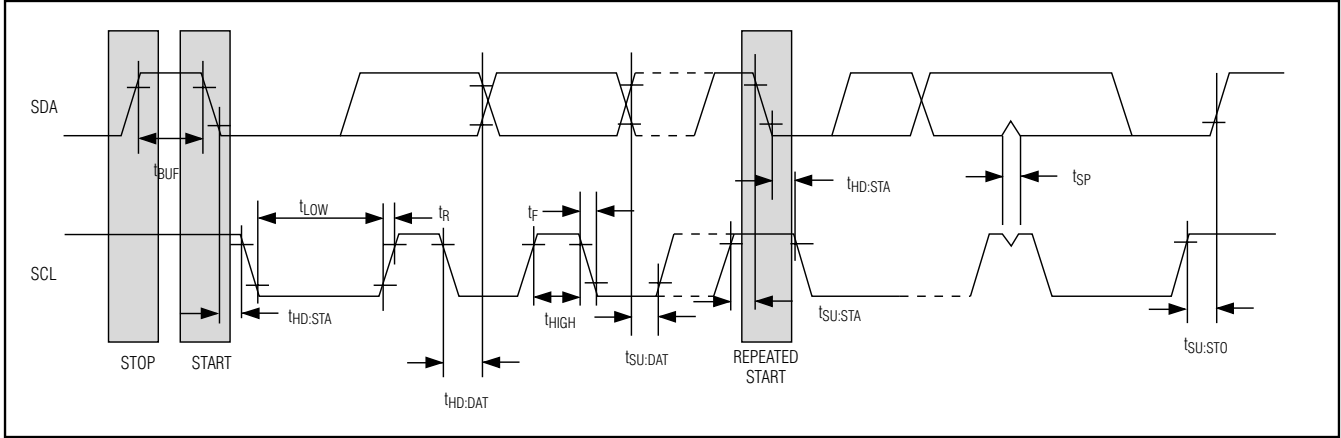 SDA
tBUF
tLOW
tR
tF
tHD:STA
tSP
SCL
tHD:STA
tHIGH
tSU:STA
tSU:DAT
tSU:STO
STOP
START
REPEATED
START
tHD:DAT